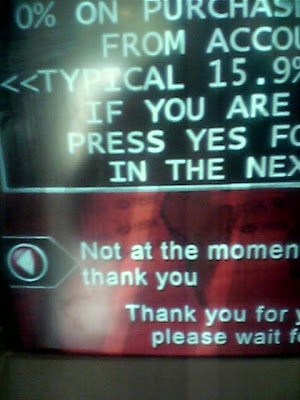 0% ON PURCHAS
FROM ACCOU
<<TYPICAL 15.9%
IF YOU ARE
PRESS YES FO
IN THE NEX
Not at the momen
thank you
Thank you for y
please wait fo